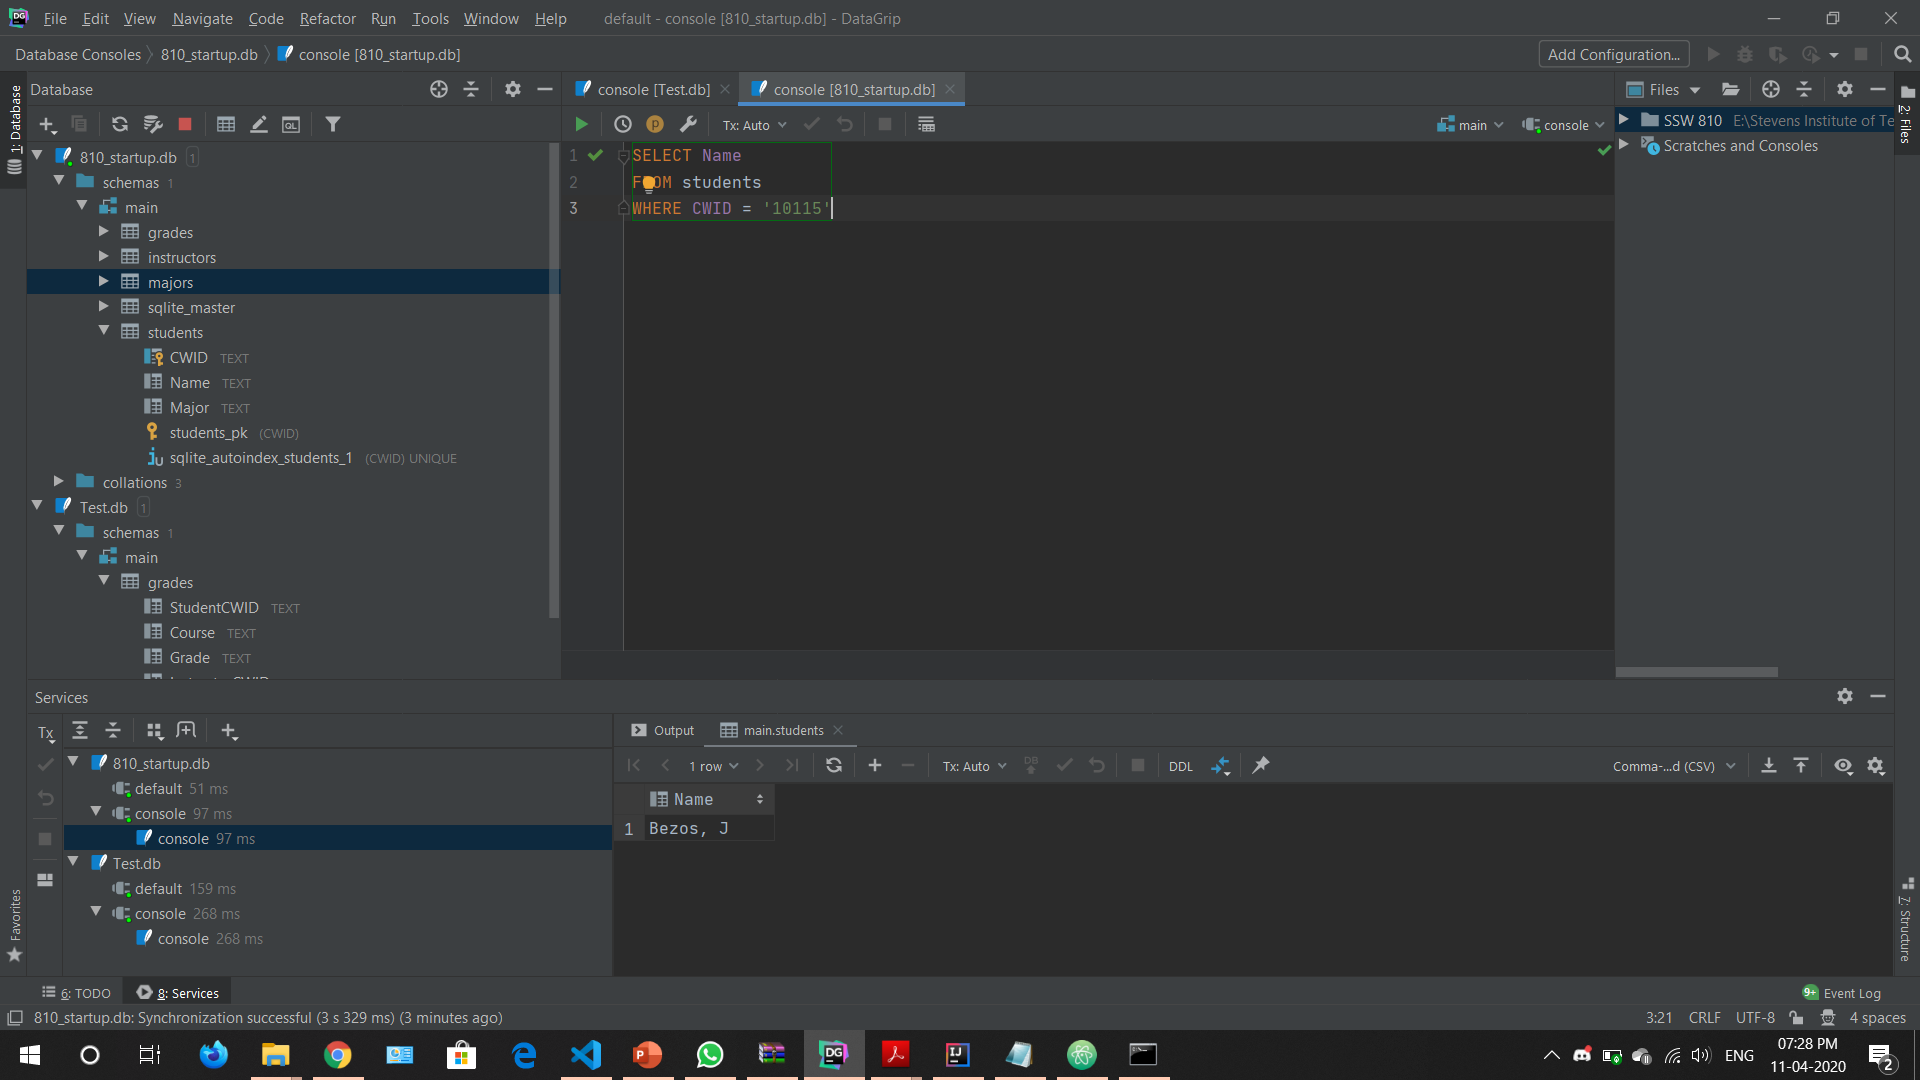 File Edit View Navigate Code Refactor Run Tools Window Help default - console [810_startup.db] - DataGrip
Database Consoles 810_startup.db console [810_startup.db] Add Configuration...
Database
console [Test.db] console [810_startup.db]
Files
Tx: Auto
main console
SSW 810 E:\Stevens Institute of Te
Scratches and Consoles
1: Database
2: Files
810_startup.db 1
schemas 1
main
grades
instructors
majors
sqlite_master
students
CWID TEXT
Name TEXT
Major TEXT
students_pk (CWID)
sqlite_autoindex_students_1 (CWID) UNIQUE
collations 3
Test.db 1
schemas 1
main
grades
StudentCWID TEXT
Course TEXT
Grade TEXT
1 SELECT Name
2 FROM students
3 WHERE CWID = '10115'
Services
Tx
810_startup.db
default 51 ms
console 97 ms
console 97 ms
Test.db
default 159 ms
console 268 ms
console 268 ms
Output main.students
1 row Tx: Auto DB DDL Comma-...d (CSV)
Name
1 Bezos, J
Favorites
7: Structure
6: TODO 8: Services 9+ Event Log
810_startup.db: Synchronization successful (3 s 329 ms) (3 minutes ago) 3:21 CRLF UTF-8 4 spaces
ENG
07:28 PM
11-04-2020
2